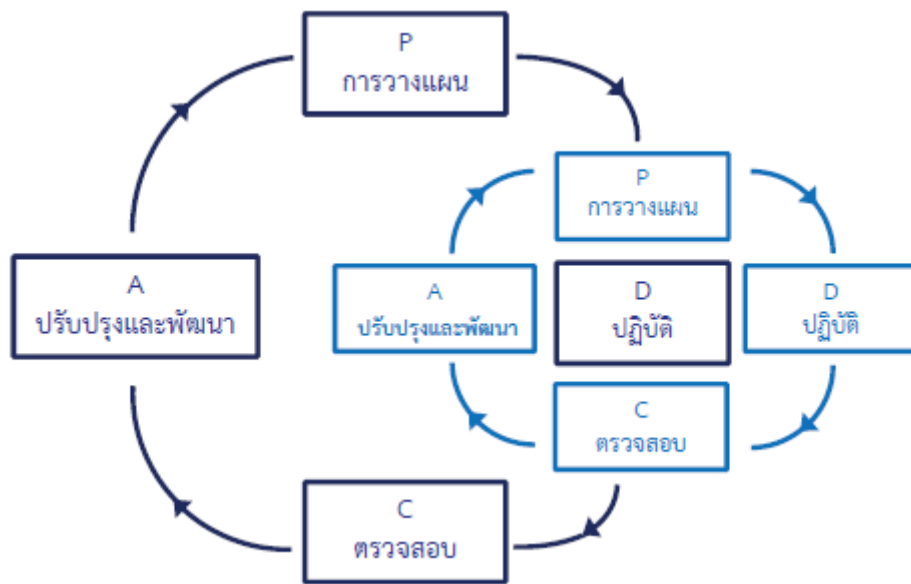 P
การวางแผน
P
การวางแผน
A
ปรับปรุงและพัฒนา
A
ปรับปรุงและพัฒนา
D
ปฏิบัติ
D
ปฏิบัติ
C
ตรวจสอบ
C
ตรวจสอบ